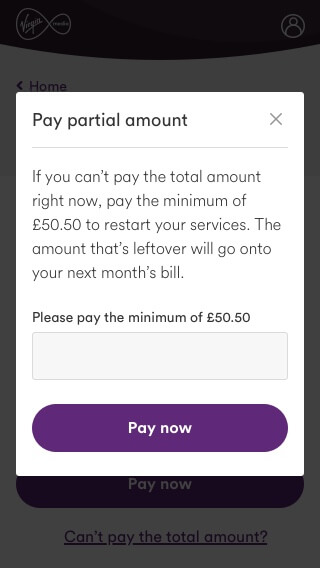 Virgin media
Home
Pay partial amount
If you can’t pay the total amount
right now, pay the minimum of
£50.50 to restart your services. The
amount that’s leftover will go onto
your next month’s bill.
Please pay the minimum of £50.50
Pay now
Pay now
Can’t pay the total amount?